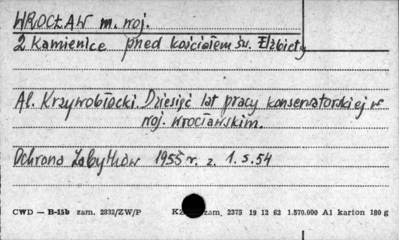 WROCŁAW m. woj.
2 kamienice przed kościołem św. Elżbiety
Al. Krzywobłocki. Dziesięć lat pracy konserwatorskiej w
woj. wrocławskim.
Ochrona Zabytków 1955 r. z. 1. s. 54
CWD — B-15b zam. 2832/ZW/P zam. 2375 19 12 62 1.570.000 A1 karton 180 g